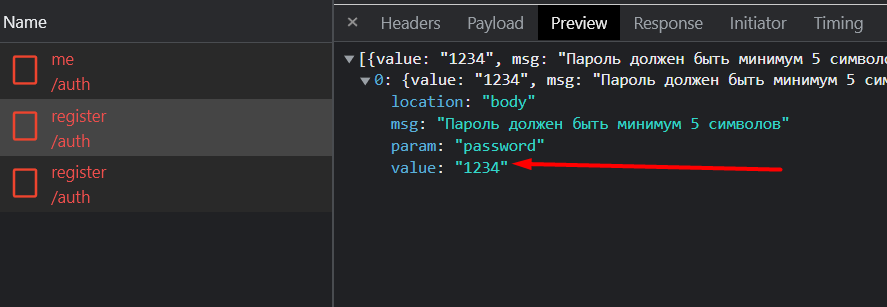 Name
me
/auth
register
/auth
register
/auth
× Headers Payload Preview Response Initiator Timing
▼[{value: "1234", msg: "Пароль должен быть минимум 5 символо
▼0: {value: "1234", msg: "Пароль должен быть минимум 5 сим
location: "body"
msg: "Пароль должен быть минимум 5 символов"
param: "password"
value: "1234"